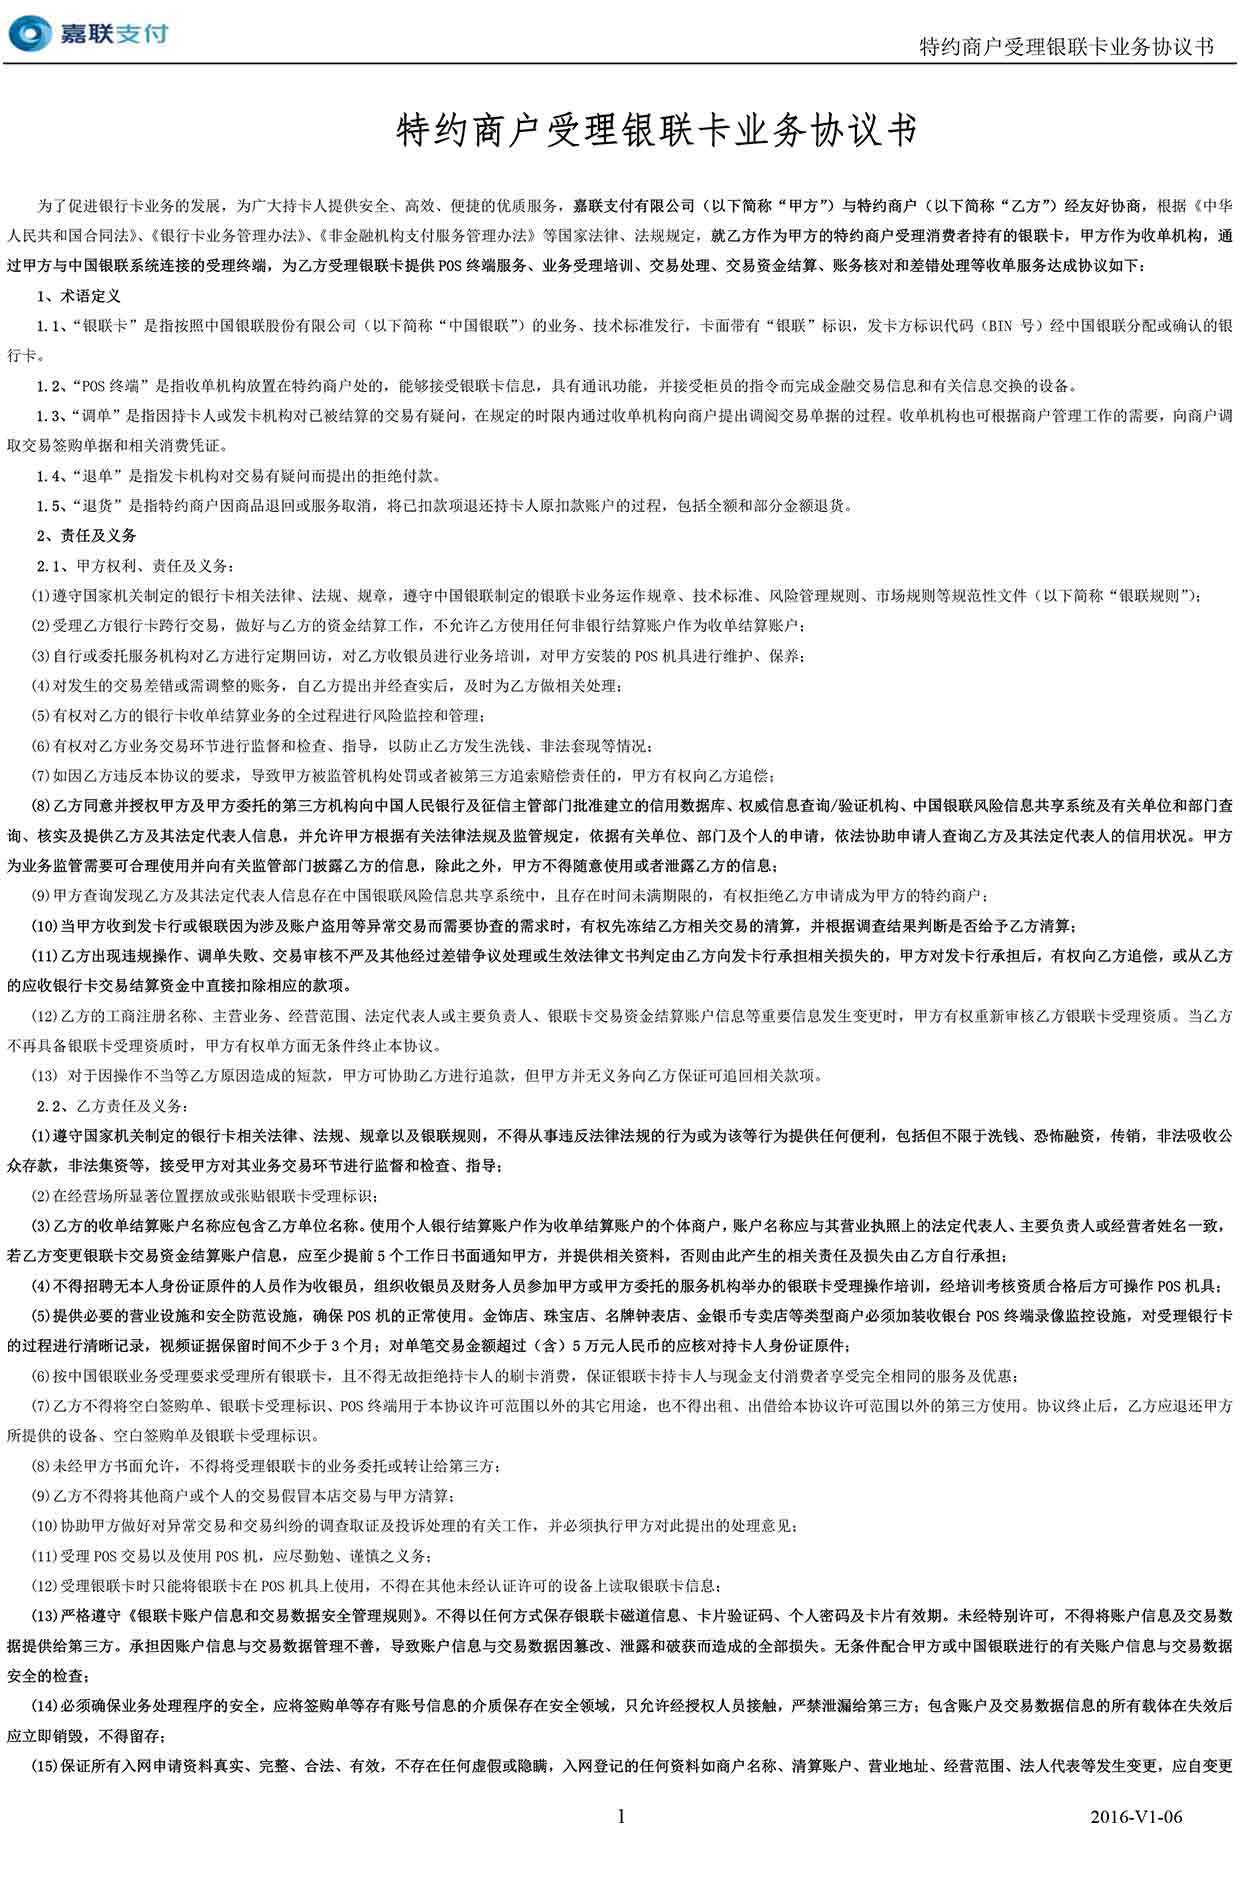 嘉联支付
特约商户受理银联卡业务协议书
特约商户受理银联卡业务协议书
为了促进银行卡业务的发展，为广大持卡人提供安全、高效、便捷的优质服务，嘉联支付有限公司（以下简称“甲方”）与特约商户（以下简称“乙方”）经友好协商，根据《中华
人民共和国合同法》、《银行卡业务管理办法》、《非金融机构支付服务管理办法》等国家法律、法规规定，就乙方作为甲方的特约商户受理消费者持有的银联卡，甲方作为收单机构，通
过甲方与中国银联系统连接的受理终端，为乙方受理银联卡提供POS终端服务、业务受理培训、交易处理、交易资金结算、账务核对和差错处理等收单服务达成协议如下：
1、术语定义
1.1、“银联卡”是指按照中国银联股份有限公司（以下简称“中国银联”）的业务、技术标准发行，卡面带有“银联”标识，发卡方标识代码（BIN 号）经中国银联分配或确认的银
行卡。
1.2、“POS终端”是指收单机构放置在特约商户处的，能够接受银联卡信息，具有通讯功能，并接受柜员的指令而完成金融交易信息和有关信息交换的设备。
1.3、“调单”是指因持卡人或发卡机构对已被结算的交易有疑问，在规定的时限内通过收单机构向商户提出调阅交易单据的过程。收单机构也可根据商户管理工作的需要，向商户调
取交易签购单据和相关消费凭证。
1.4、“退单”是指发卡机构对交易有疑问而提出的拒绝付款。
1.5、“退货”是指特约商户因商品退回或服务取消，将已扣款项退还持卡人原扣款账户的过程，包括全额和部分金额退货。
2、责任及义务
2.1、甲方权利、责任及义务：
(1)遵守国家机关制定的银行卡相关法律、法规、规章，遵守中国银联制定的银联卡业务运作规章、技术标准、风险管理规则、市场规则等规范性文件（以下简称“银联规则”）；
(2)受理乙方银行卡跨行交易，做好与乙方的资金结算工作，不允许乙方使用任何非银行结算账户作为收单结算账户；
(3)自行或委托服务机构对乙方进行定期回访，对乙方收银员进行业务培训，对甲方安装的POS机具进行维护、保养；
(4)对发生的交易差错或需调整的账务，自乙方提出并经查实后，及时为乙方做相关处理；
(5)有权对乙方的银行卡收单结算业务的全过程进行风险监控和管理；
(6)有权对乙方业务交易环节进行监督和检查、指导，以防止乙方发生洗钱、非法套现等情况；
(7)如因乙方违反本协议的要求，导致甲方被监管机构处罚或者被第三方追索赔偿责任的，甲方有权向乙方追偿；
(8)乙方同意并授权甲方及甲方委托的第三方机构向中国人民银行及征信主管部门批准建立的信用数据库、权威信息查询/验证机构、中国银联风险信息共享系统及有关单位和部门查
询、核实及提供乙方及其法定代表人信息，并允许甲方根据有关法律法规及监管规定，依据有关单位、部门及个人的申请，依法协助申请人查询乙方及其法定代表人的信用状况。甲方
为业务监管需要可合理使用并向有关监管部门披露乙方的信息，除此之外，甲方不得随意使用或者泄露乙方的信息；
(9)甲方查询发现乙方及其法定代表人信息存在中国银联风险信息共享系统中，且存在时间未满期限的，有权拒绝乙方申请成为甲方的特约商户；
(10)当甲方收到发卡行或银联因为涉及账户盗用等异常交易而需要协查的需求时，有权先冻结乙方相关交易的清算，并根据调查结果判断是否给予乙方清算；
(11)乙方出现违规操作、调单失败、交易审核不严及其他经过差错争议处理或生效法律文书判定由乙方向发卡行承担相关损失的，甲方对发卡行承担后，有权向乙方追偿，或从乙方
的应收银行卡交易结算资金中直接扣除相应的款项。
(12)乙方的工商注册名称、主营业务、经营范围、法定代表人或主要负责人、银联卡交易资金结算账户信息等重要信息发生变更时，甲方有权重新审核乙方银联卡受理资质。当乙方
不再具备银联卡受理资质时，甲方有权单方面无条件终止本协议。
(13) 对于因操作不当等乙方原因造成的短款，甲方可协助乙方进行追款，但甲方并无义务向乙方保证可追回相关款项。
2.2、乙方责任及义务：
(1)遵守国家机关制定的银行卡相关法律、法规、规章以及银联规则，不得从事违反法律法规的行为或为该等行为提供任何便利，包括但不限于洗钱、恐怖融资，传销，非法吸收公
众存款，非法集资等，接受甲方对其业务交易环节进行监督和检查、指导；
(2)在经营场所显著位置摆放或张贴银联卡受理标识；
(3)乙方的收单结算账户名称应包含乙方单位名称。使用个人银行结算账户作为收单结算账户的个体商户，账户名称应与其营业执照上的法定代表人、主要负责人或经营者姓名一致，
若乙方变更银联卡交易资金结算账户信息，应至少提前5个工作日书面通知甲方，并提供相关资料，否则由此产生的相关责任及损失由乙方自行承担；
(4)不得招聘无本人身份证原件的人员作为收银员，组织收银员及财务人员参加甲方或甲方委托的服务机构举办的银联卡受理操作培训，经培训考核资质合格后方可操作POS机具；
(5)提供必要的营业设施和安全防范设施，确保POS机的正常使用。金饰店、珠宝店、名牌钟表店、金银币专卖店等类型商户必须加装收银台POS终端录像监控设施，对受理银行卡
的过程进行清晰记录，视频证据保留时间不少于3个月；对单笔交易金额超过（含）5万元人民币的应核对持卡人身份证原件；
(6)按中国银联业务受理要求受理所有银联卡，且不得无故拒绝持卡人的刷卡消费，保证银联卡持卡人与现金支付消费者享受完全相同的服务及优惠；
(7)乙方不得将空白签购单、银联卡受理标识、POS终端用于本协议许可范围以外的其它用途，也不得出租、出借给本协议许可范围以外的第三方使用。协议终止后，乙方应退还甲方
所提供的设备、空白签购单及银联卡受理标识。
(8)未经甲方书面允许，不得将受理银联卡的业务委托或转让给第三方；
(9)乙方不得将其他商户或个人的交易假冒本店交易与甲方清算；
(10)协助甲方做好对异常交易和交易纠纷的调查取证及投诉处理的有关工作，并必须执行甲方对此提出的处理意见；
(11)受理POS交易以及使用POS机，应尽勤勉、谨慎之义务；
(12)受理银联卡时只能将银联卡在POS机具上使用，不得在其他未经认证许可的设备上读取银联卡信息；
(13)严格遵守《银联卡账户信息和交易数据安全管理规则》。不得以任何方式保存银联卡磁道信息、卡片验证码、个人密码及卡片有效期。未经特别许可，不得将账户信息及交易数
据提供给第三方。承担因账户信息与交易数据管理不善，导致账户信息与交易数据因篡改、泄露和破获而造成的全部损失。无条件配合甲方或中国银联进行的有关账户信息与交易数据
安全的检查；
(14)必须确保业务处理程序的安全，应将签购单等存有账号信息的介质保存在安全领域，只允许经授权人员接触，严禁泄漏给第三方；包含账户及交易数据信息的所有载体在失效后
应立即销毁，不得留存；
(15)保证所有入网申请资料真实、完整、合法、有效，不存在任何虚假或隐瞒，入网登记的任何资料如商户名称、清算账户、营业地址、经营范围、法人代表等发生变更，应自变更
1
2016-V1-06